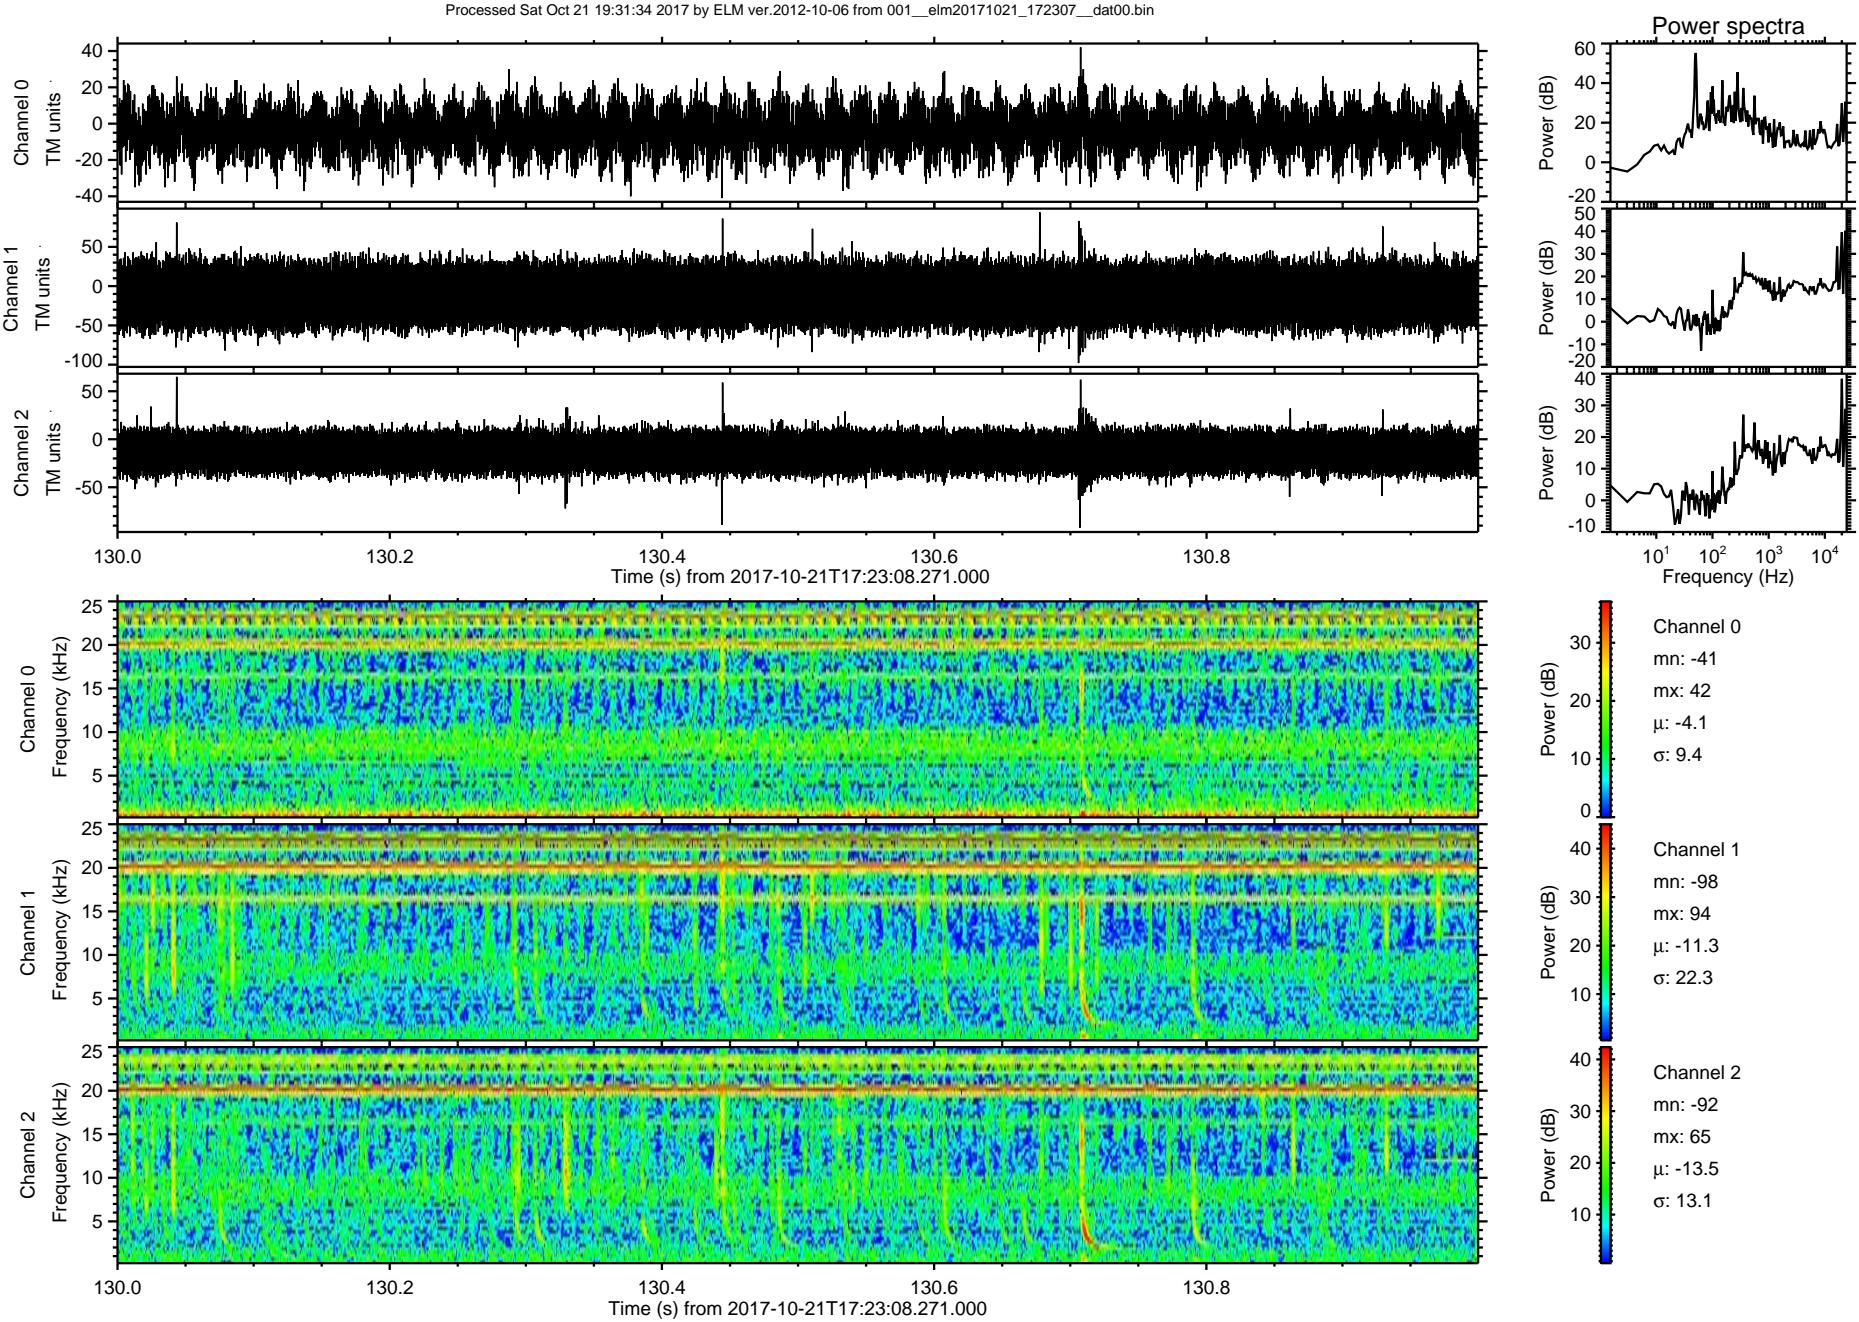 Processed Sat Oct 21 19:31:34 2017 by ELM ver.2012-10-06 from 001__elm20171021_172307__dat00.bin
Power spectra
Channel 0
TM units
40
20
0
-20
-40
Power (dB)
60
40
20
0
-20
Channel 1
TM units
50
0
-50
-100
Power (dB)
50
40
30
20
10
0
-10
-20
Channel 2
TM units
50
0
-50
Power (dB)
40
30
20
10
0
-10
130.0 130.2 130.4 130.6 130.8
Time (s) from 2017-10-21T17:23:08.271.000
10¹ 10² 10³ 10⁴
Frequency (Hz)
Channel 0
Frequency (kHz)
25
20
15
10
5
Power (dB)
30
20
10
0
Channel 0
mn: -41
mx: 42
µ: -4.1
σ: 9.4
Channel 1
Frequency (kHz)
25
20
15
10
5
Power (dB)
40
30
20
10
Channel 1
mn: -98
mx: 94
µ: -11.3
σ: 22.3
Channel 2
Frequency (kHz)
25
20
15
10
5
Power (dB)
40
30
20
10
Channel 2
mn: -92
mx: 65
µ: -13.5
σ: 13.1
130.0 130.2 130.4 130.6 130.8
Time (s) from 2017-10-21T17:23:08.271.000